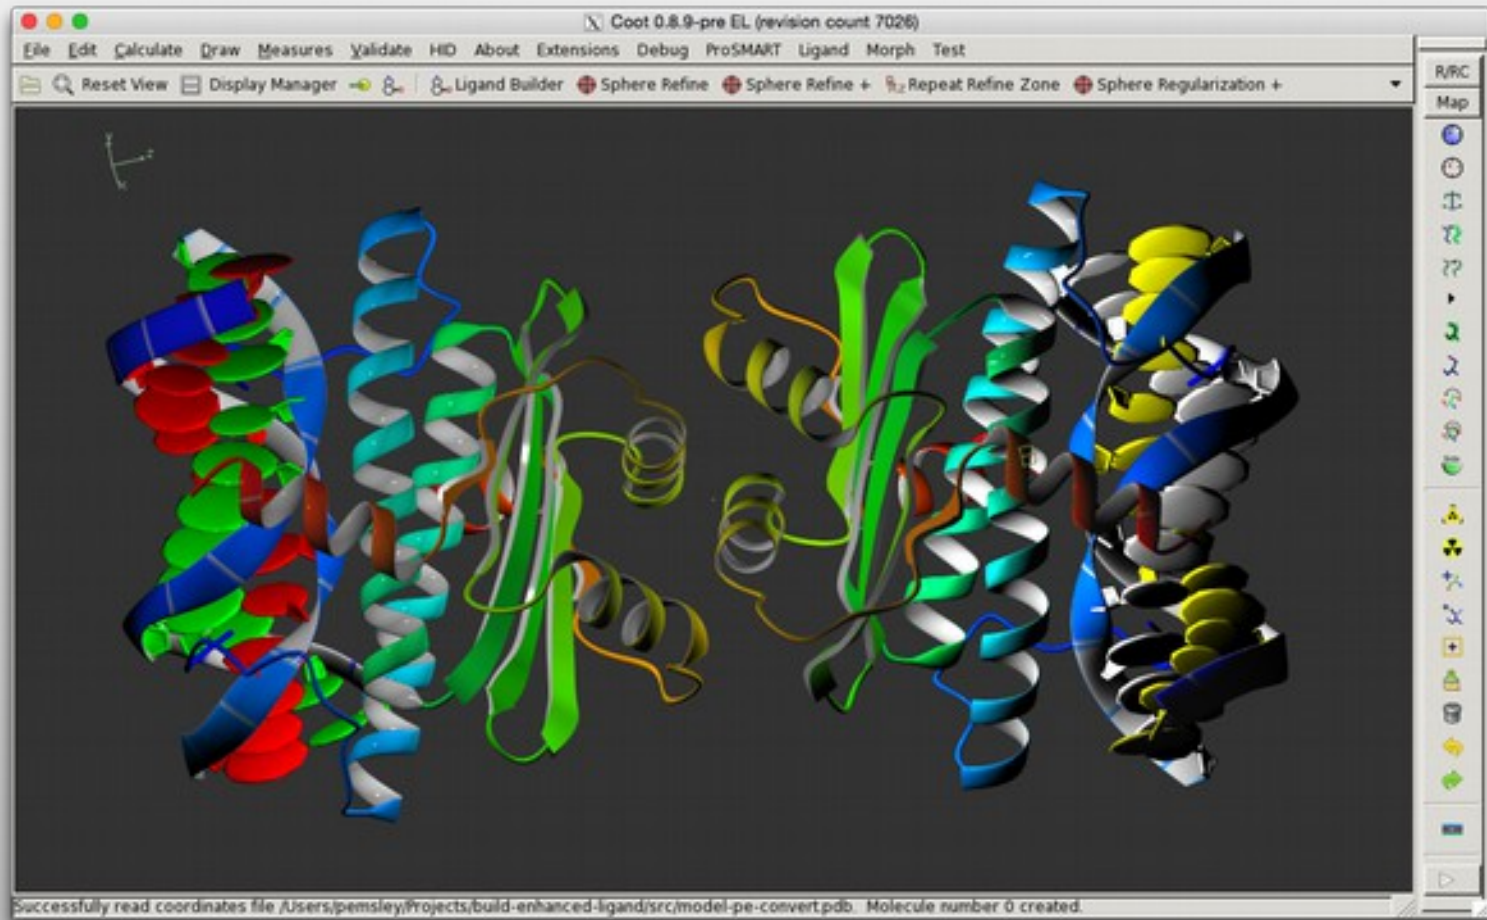 Coot 0.8.9-pre EL (revision count 7026)
File Edit Calculate Draw Measures Validate HID About Extensions Debug ProSMART Ligand Morph Test
Reset View Display Manager Ligand Builder Sphere Refine Sphere Refine + Repeat Refine Zone Sphere Regularization +
R/RC
Map
Successfully read coordinates file /Users/pemsley/Projects/build-enhanced-ligand/src/model-pe-convert.pdb. Molecule number 0 created.